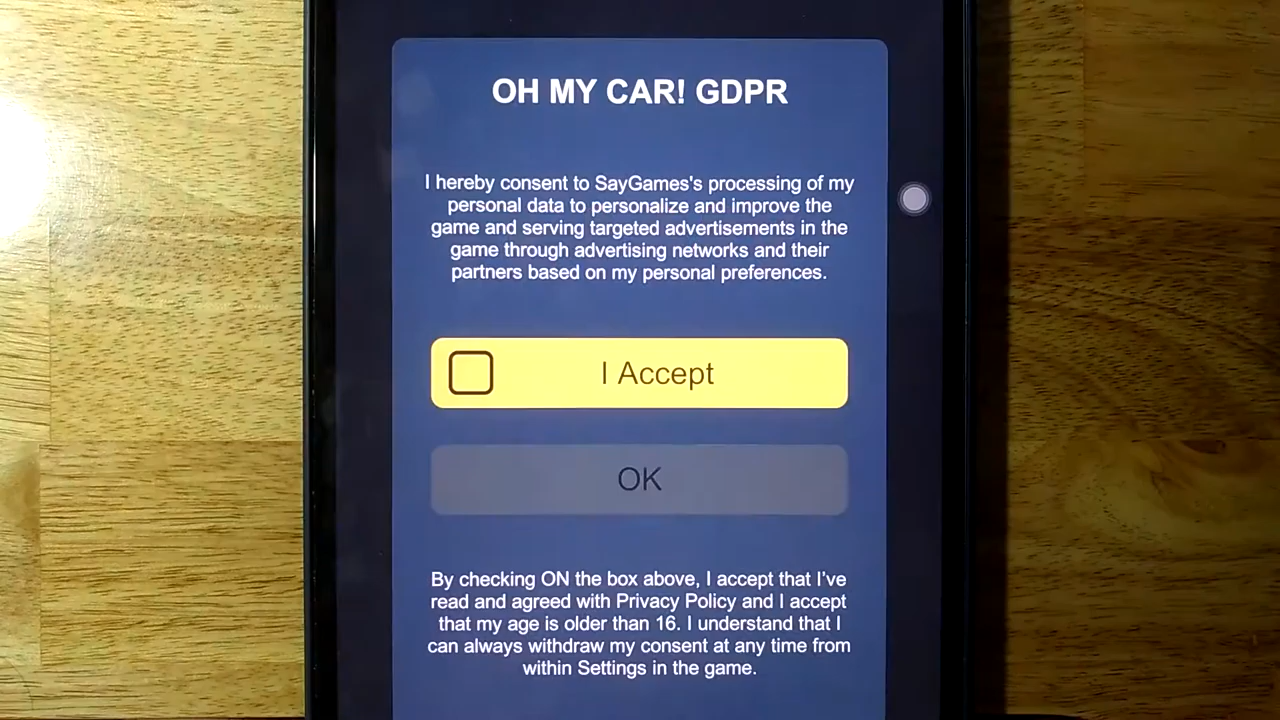 OH MY CAR! GDPR
I hereby consent to SayGames's processing of my
personal data to personalize and improve the
game and serving targeted advertisements in the
game through advertising networks and their
partners based on my personal preferences.
I Accept
OK
By checking ON the box above, I accept that I've
read and agreed with Privacy Policy and I accept
that my age is older than 16. I understand that I
can always withdraw my consent at any time from
within Settings in the game.